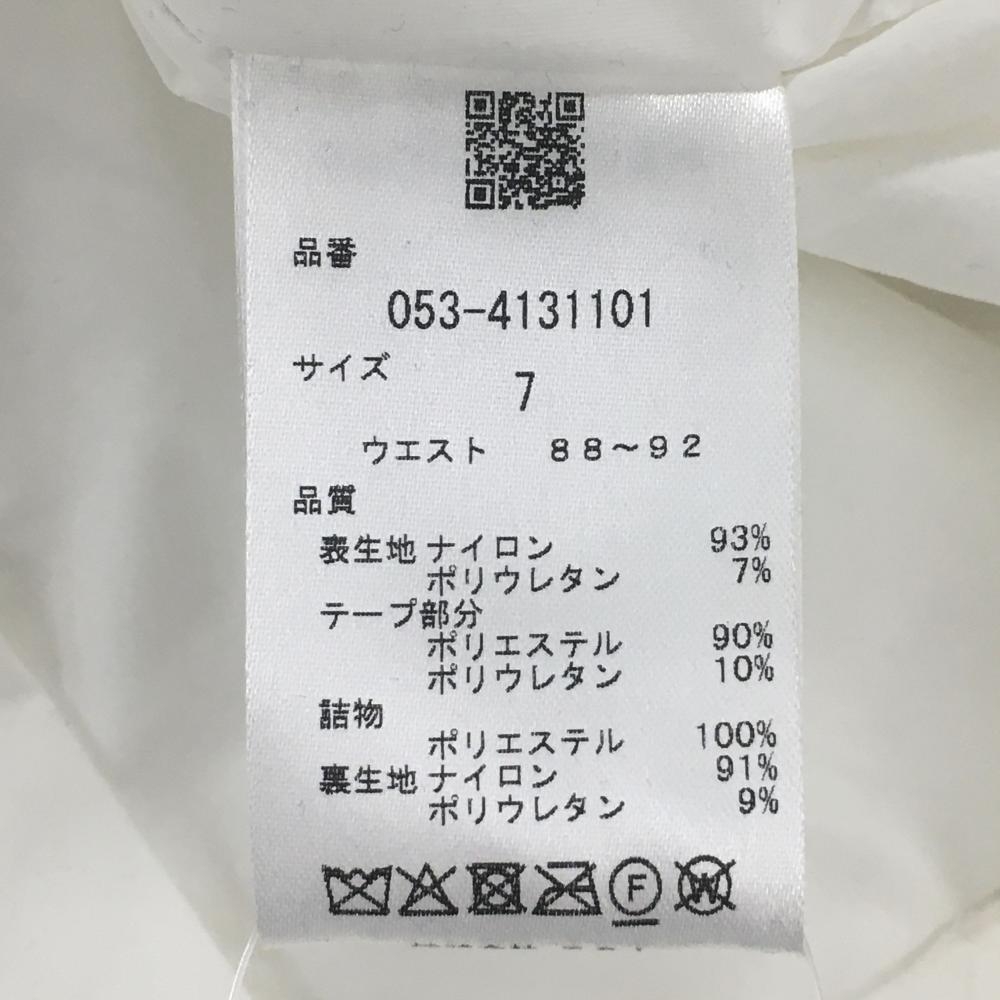 品番
053-4131101
サイズ
7
ウエスト 88～92
品質
表生地 ナイロン 93%
ポリウレタン 7%
テープ部分
ポリエステル 90%
ポリウレタン 10%
詰物
ポリエステル 100%
裏生地 ナイロン 91%
ポリウレタン 9%
F W